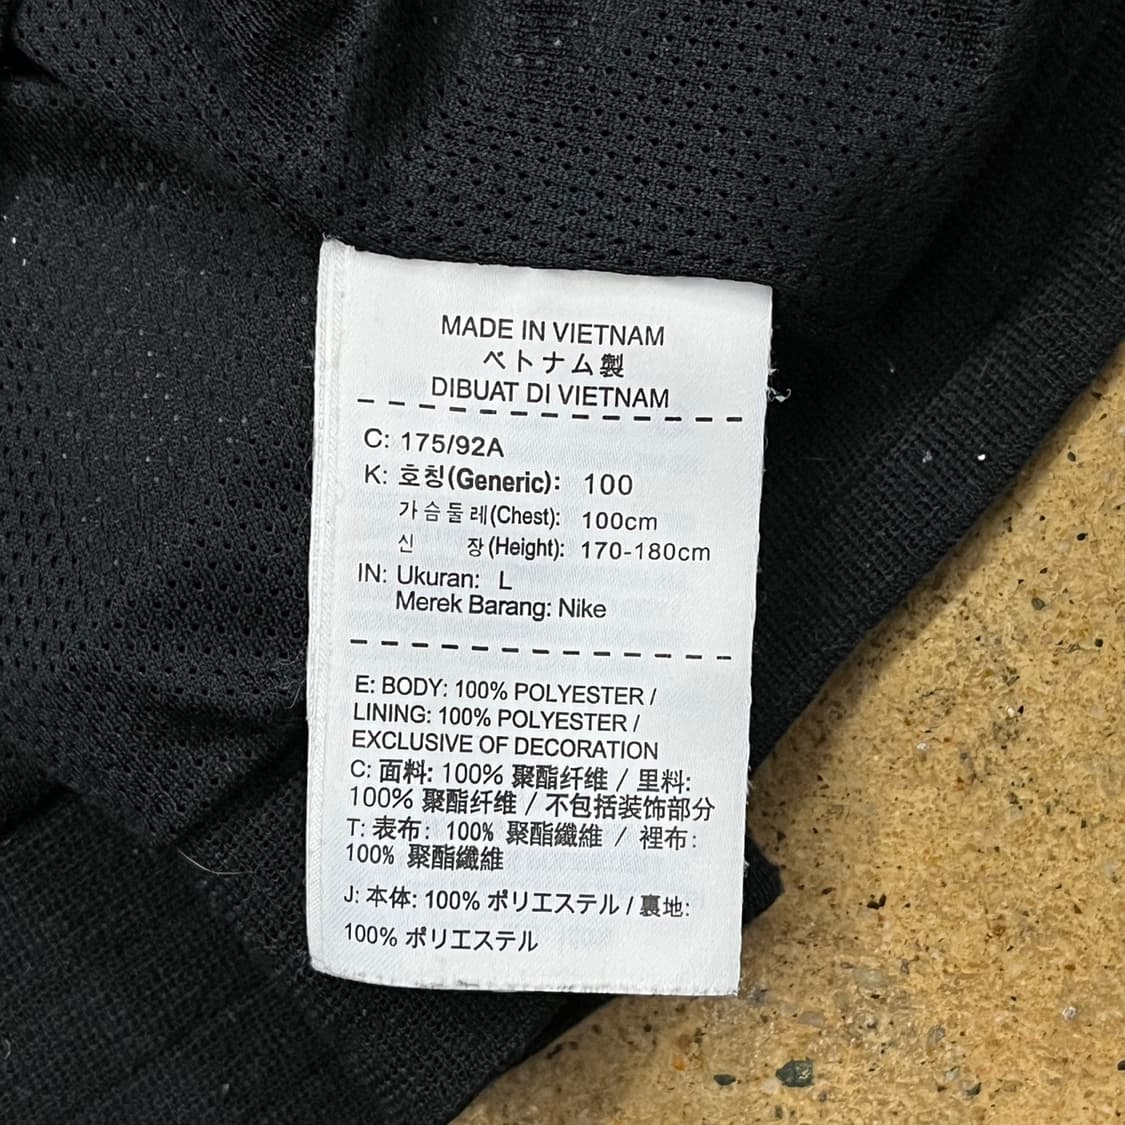 MADE IN VIETNAM
ベトナム製
DIBUAT DI VIETNAM
C: 175/92A
K: 호칭(Generic): 100
가슴둘레(Chest): 100cm
신 장(Height): 170-180cm
IN: Ukuran: L
Merek Barang: Nike
E: BODY: 100% POLYESTER /
LINING: 100% POLYESTER /
EXCLUSIVE OF DECORATION
C: 面料: 100% 聚酯纤维 / 里料:
100% 聚酯纤维 / 不包括装饰部分
T: 表布: 100% 聚酯纖維 / 裡布:
100% 聚酯纖維
J: 本体: 100% ポリエステル / 裏地:
100% ポリエステル